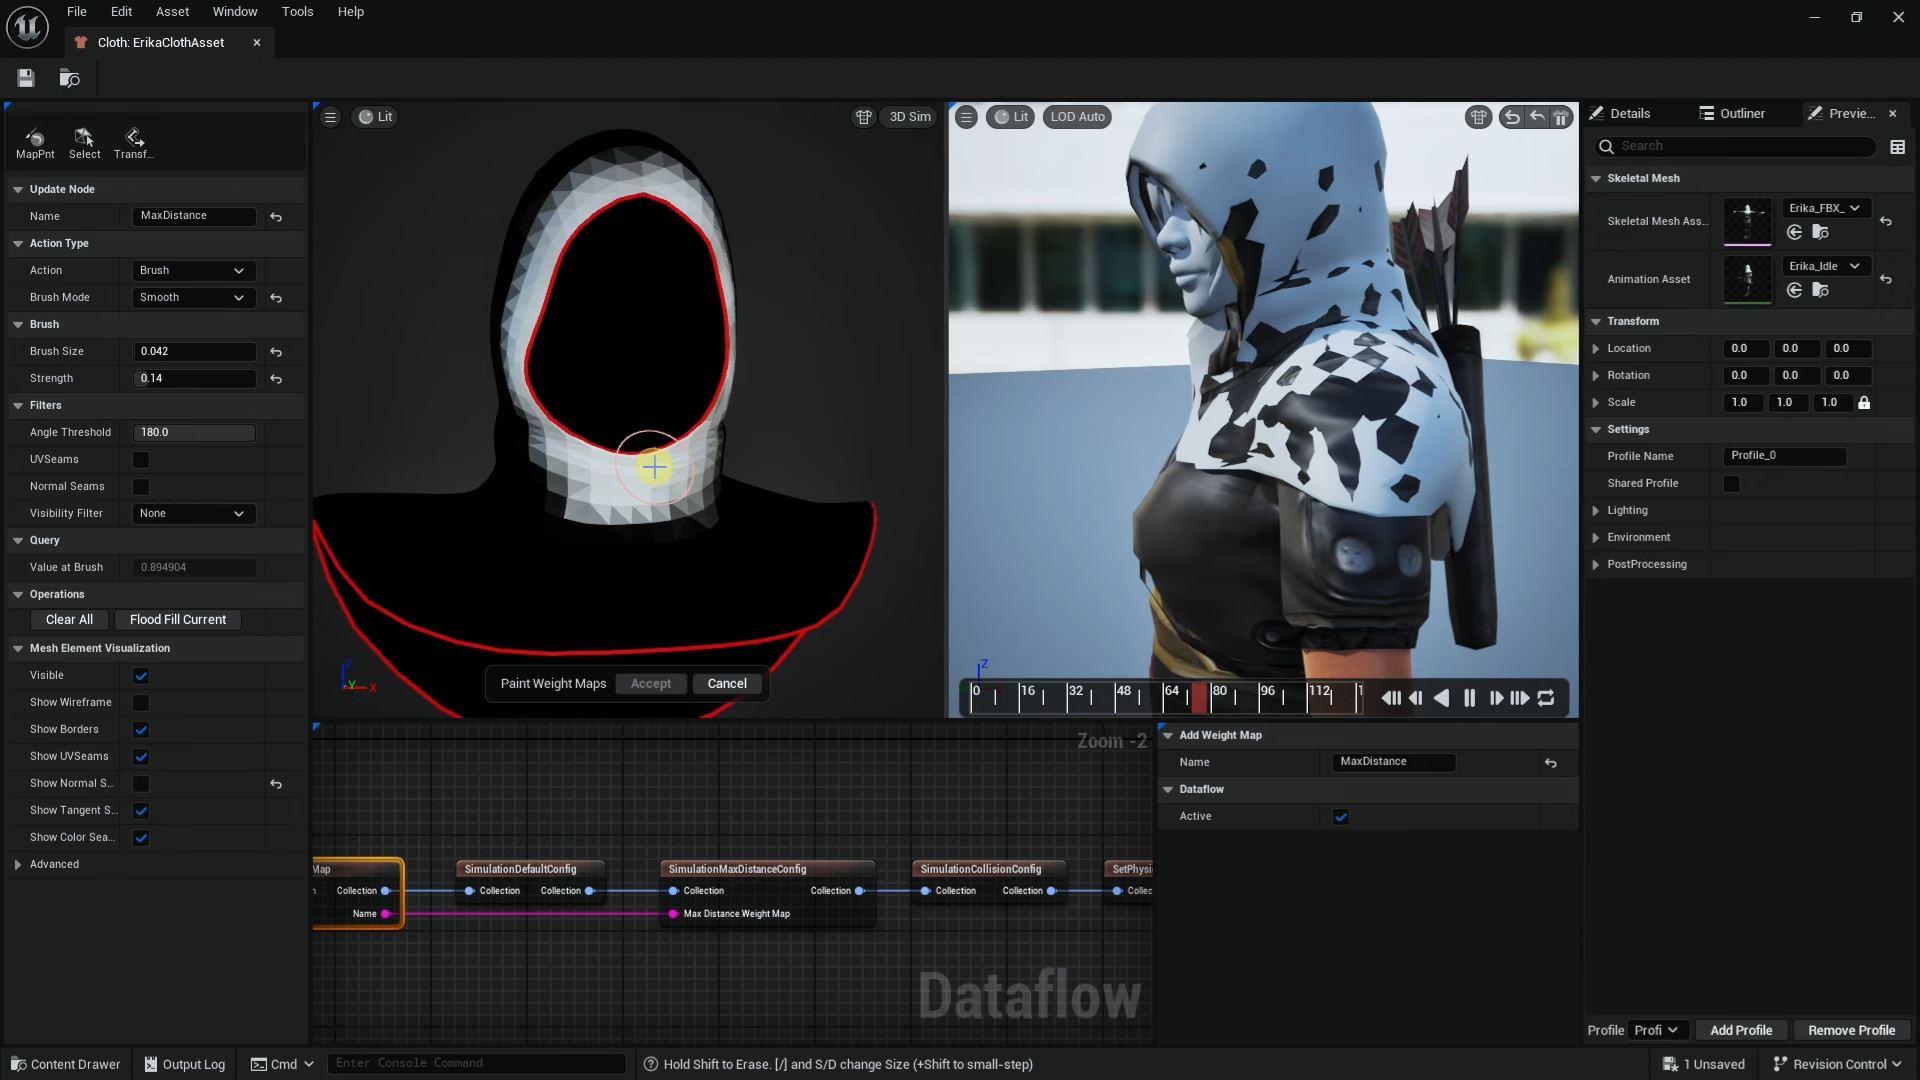 File Edit Asset Window Tools Help
Cloth: ErikaClothAsset
MapPnt Select Transf...
Update Node
Name MaxDistance
Action Type
Action Brush
Brush Mode Smooth
Brush
Brush Size 0.042
Strength 0.14
Filters
Angle Threshold 180.0
UVSeams
Normal Seams
Visibility Filter None
Query
Value at Brush 0.894904
Operations
Clear All Flood Fill Current
Mesh Element Visualization
Visible
Show Wireframe
Show Borders
Show UVSeams
Show Normal S...
Show Tangent S...
Show Color Sea...
Advanced
Lit 3D Sim
Z Y X
Paint Weight Maps Accept Cancel
Lit LOD Auto
Z
0 16 32 48 64 80 96 112 1
Zoom -2
Map
Collection
Name
SimulationDefaultConfig
Collection Collection
SimulationMaxDistanceConfig
Collection Collection
Max Distance.Weight Map
SimulationCollisionConfig
Collection Collection
SetPhysi
Collec
Dataflow
Add Weight Map
Name MaxDistance
Dataflow
Active
Details Outliner Previe...
Search
Skeletal Mesh
Skeletal Mesh Ass... Erika_FBX_
Animation Asset Erika_Idle
Transform
Location 0.0 0.0 0.0
Rotation 0.0 0.0 0.0
Scale 1.0 1.0 1.0
Settings
Profile Name Profile_0
Shared Profile
Lighting
Environment
PostProcessing
Profile Profi Add Profile Remove Profile
Content Drawer Output Log Cmd Enter Console Command Hold Shift to Erase. [/] and S/D change Size (+Shift to small-step) 1 Unsaved Revision Control